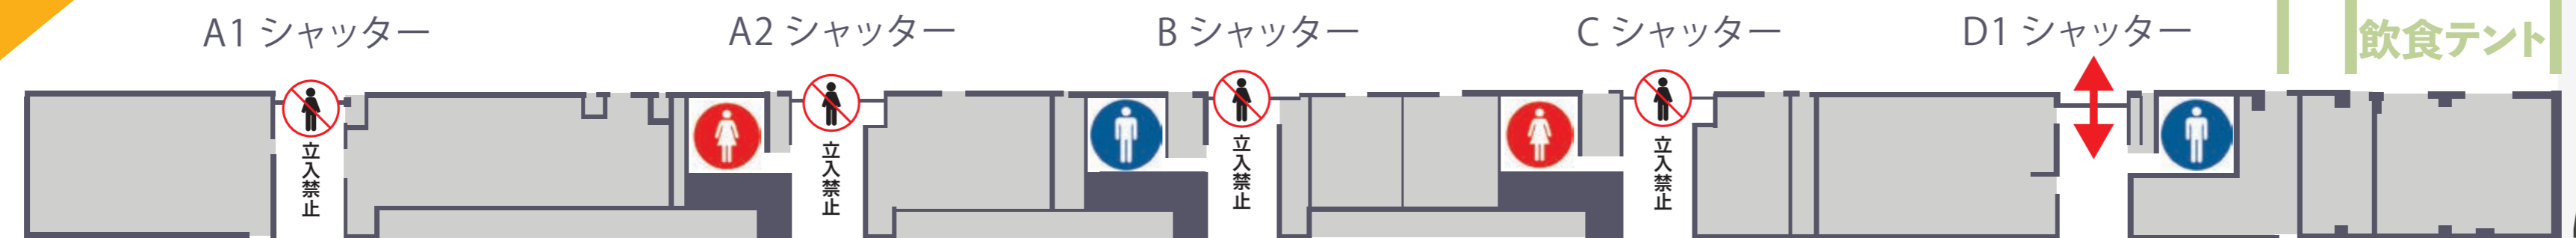 A1 シャッター
A2 シャッター
B シャッター
C シャッター
D1 シャッター
飲食テント
立入禁止
立入禁止
立入禁止
立入禁止